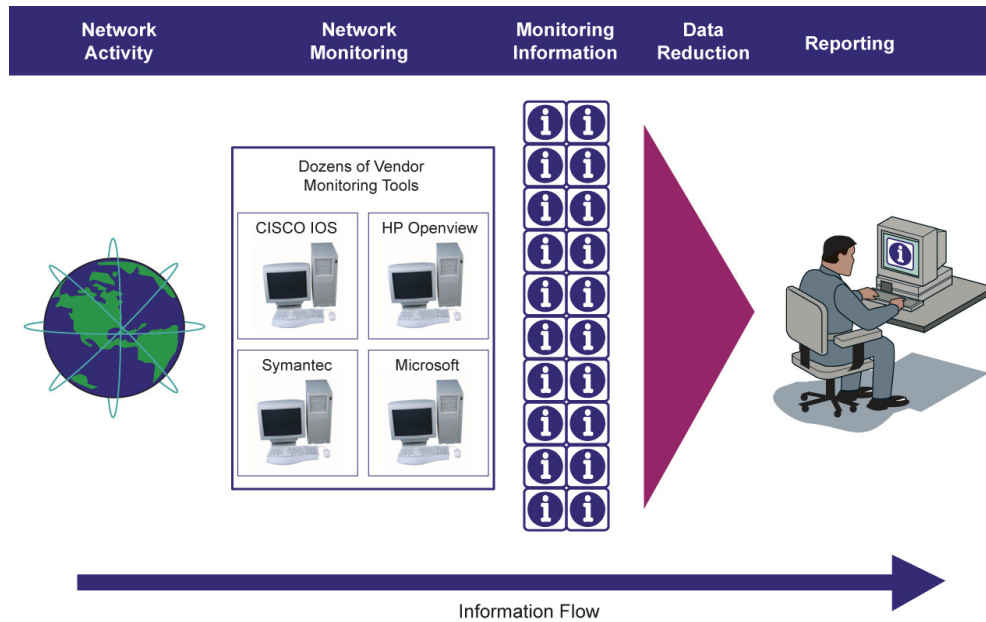 Network
Activity
Network
Monitoring
Monitoring
Information
Data
Reduction
Reporting
Dozens of Vendor
Monitoring Tools
CISCO IOS
HP Openview
Symantec
Microsoft
i i
i i
i i
i i
i i
i i
i i
i i
i i
i i
i
Information Flow